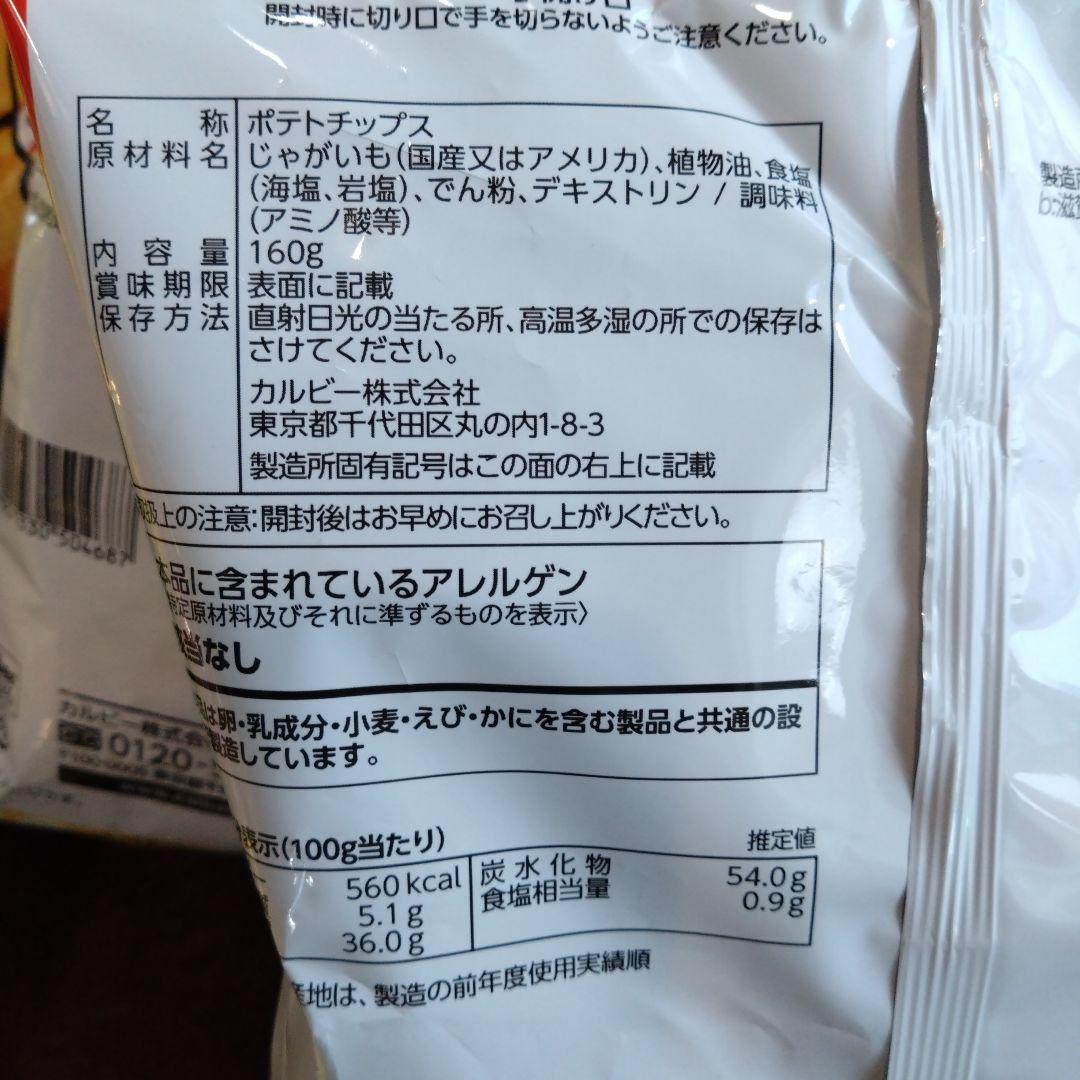 開封時に切り口で手を切らないようご注意ください。
名称 ポテトチップス
原材料名 じゃがいも(国産又はアメリカ)、植物油、食塩
(海塩、岩塩)、でん粉、デキストリン / 調味料
(アミノ酸等)
内容量 160g
賞味期限 表面に記載
保存方法 直射日光の当たる所、高温多湿の所での保存は
さけてください。
カルビー株式会社
東京都千代田区丸の内1-8-3
製造所固有記号はこの面の右上に記載
扱上の注意:開封後はお早めにお召し上がりください。
本品に含まれているアレルゲン
定原材料及びそれに準ずるものを表示〉
当なし
は卵・乳成分・小麦・えび・かにを含む製品と共通の設
製造しています。
表示(100g当たり) 推定値
560kcal 炭水化物 54.0g
5.1g 食塩相当量 0.9g
36.0g
産地は、製造の前年度使用実績順
カルビー株式会
0120-
製造所